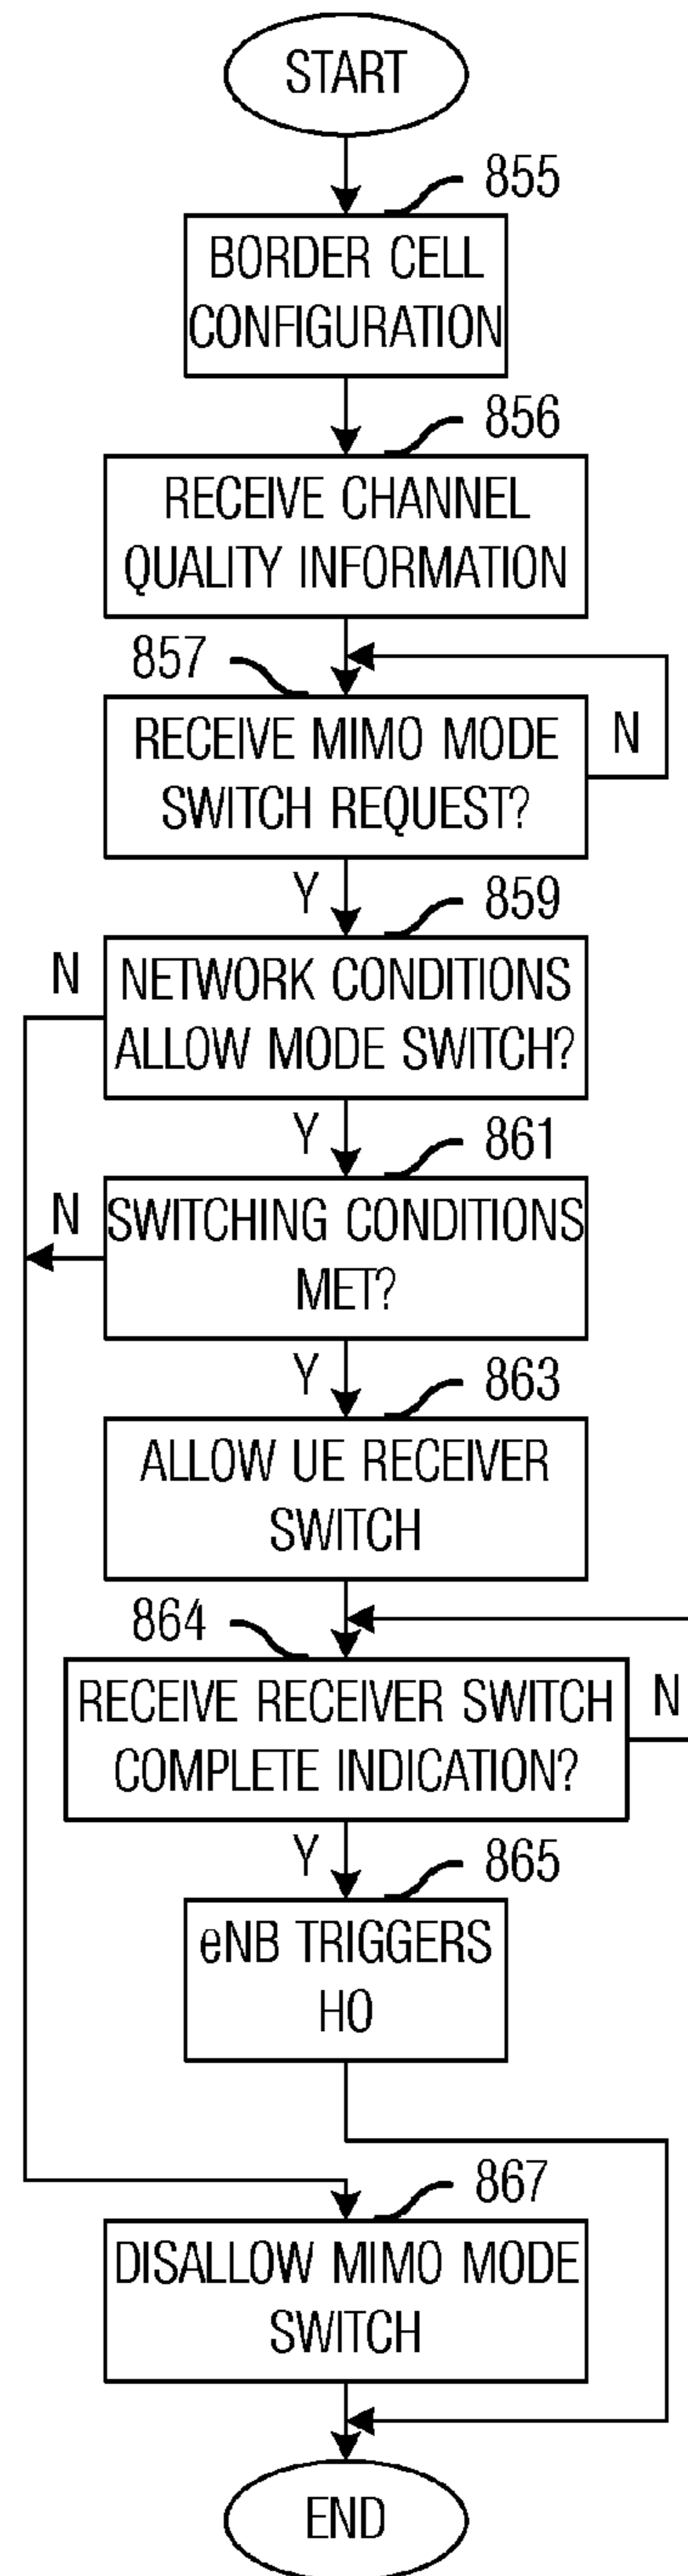 START
855
BORDER CELL
CONFIGURATION
856
RECEIVE CHANNEL
QUALITY INFORMATION
857
RECEIVE MIMO MODE
SWITCH REQUEST?
N
Y
859
N
NETWORK CONDITIONS
ALLOW MODE SWITCH?
Y
861
N
SWITCHING CONDITIONS
MET?
Y
863
ALLOW UE RECEIVER
SWITCH
864
RECEIVE RECEIVER SWITCH
COMPLETE INDICATION?
N
Y
865
eNB TRIGGERS
HO
867
DISALLOW MIMO MODE
SWITCH
END